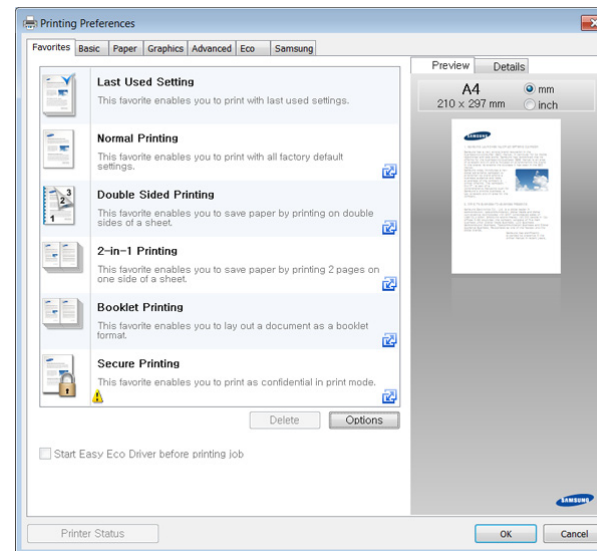 Printing Preferences
Favorites Basic Paper Graphics Advanced Eco Samsung
Last Used Setting
This favorite enables you to print with last used settings.
Normal Printing
This favorite enables you to print with all factory default
settings.
Double Sided Printing
This favorite enables you to save paper by printing on double
sides of a sheet.
2-in-1 Printing
This favorite enables you to save paper by printing 2 pages on
one side of a sheet.
Booklet Printing
This favorite enables you to lay out a document as a booklet
format.
Secure Printing
This favorite enables you to print as confidential in print mode.
Delete Options
Start Easy Eco Driver before printing job
Printer Status
Preview Details
A4
210 x 297 mm
mm
inch
SAMSUNG
OK Cancel
1
2
3